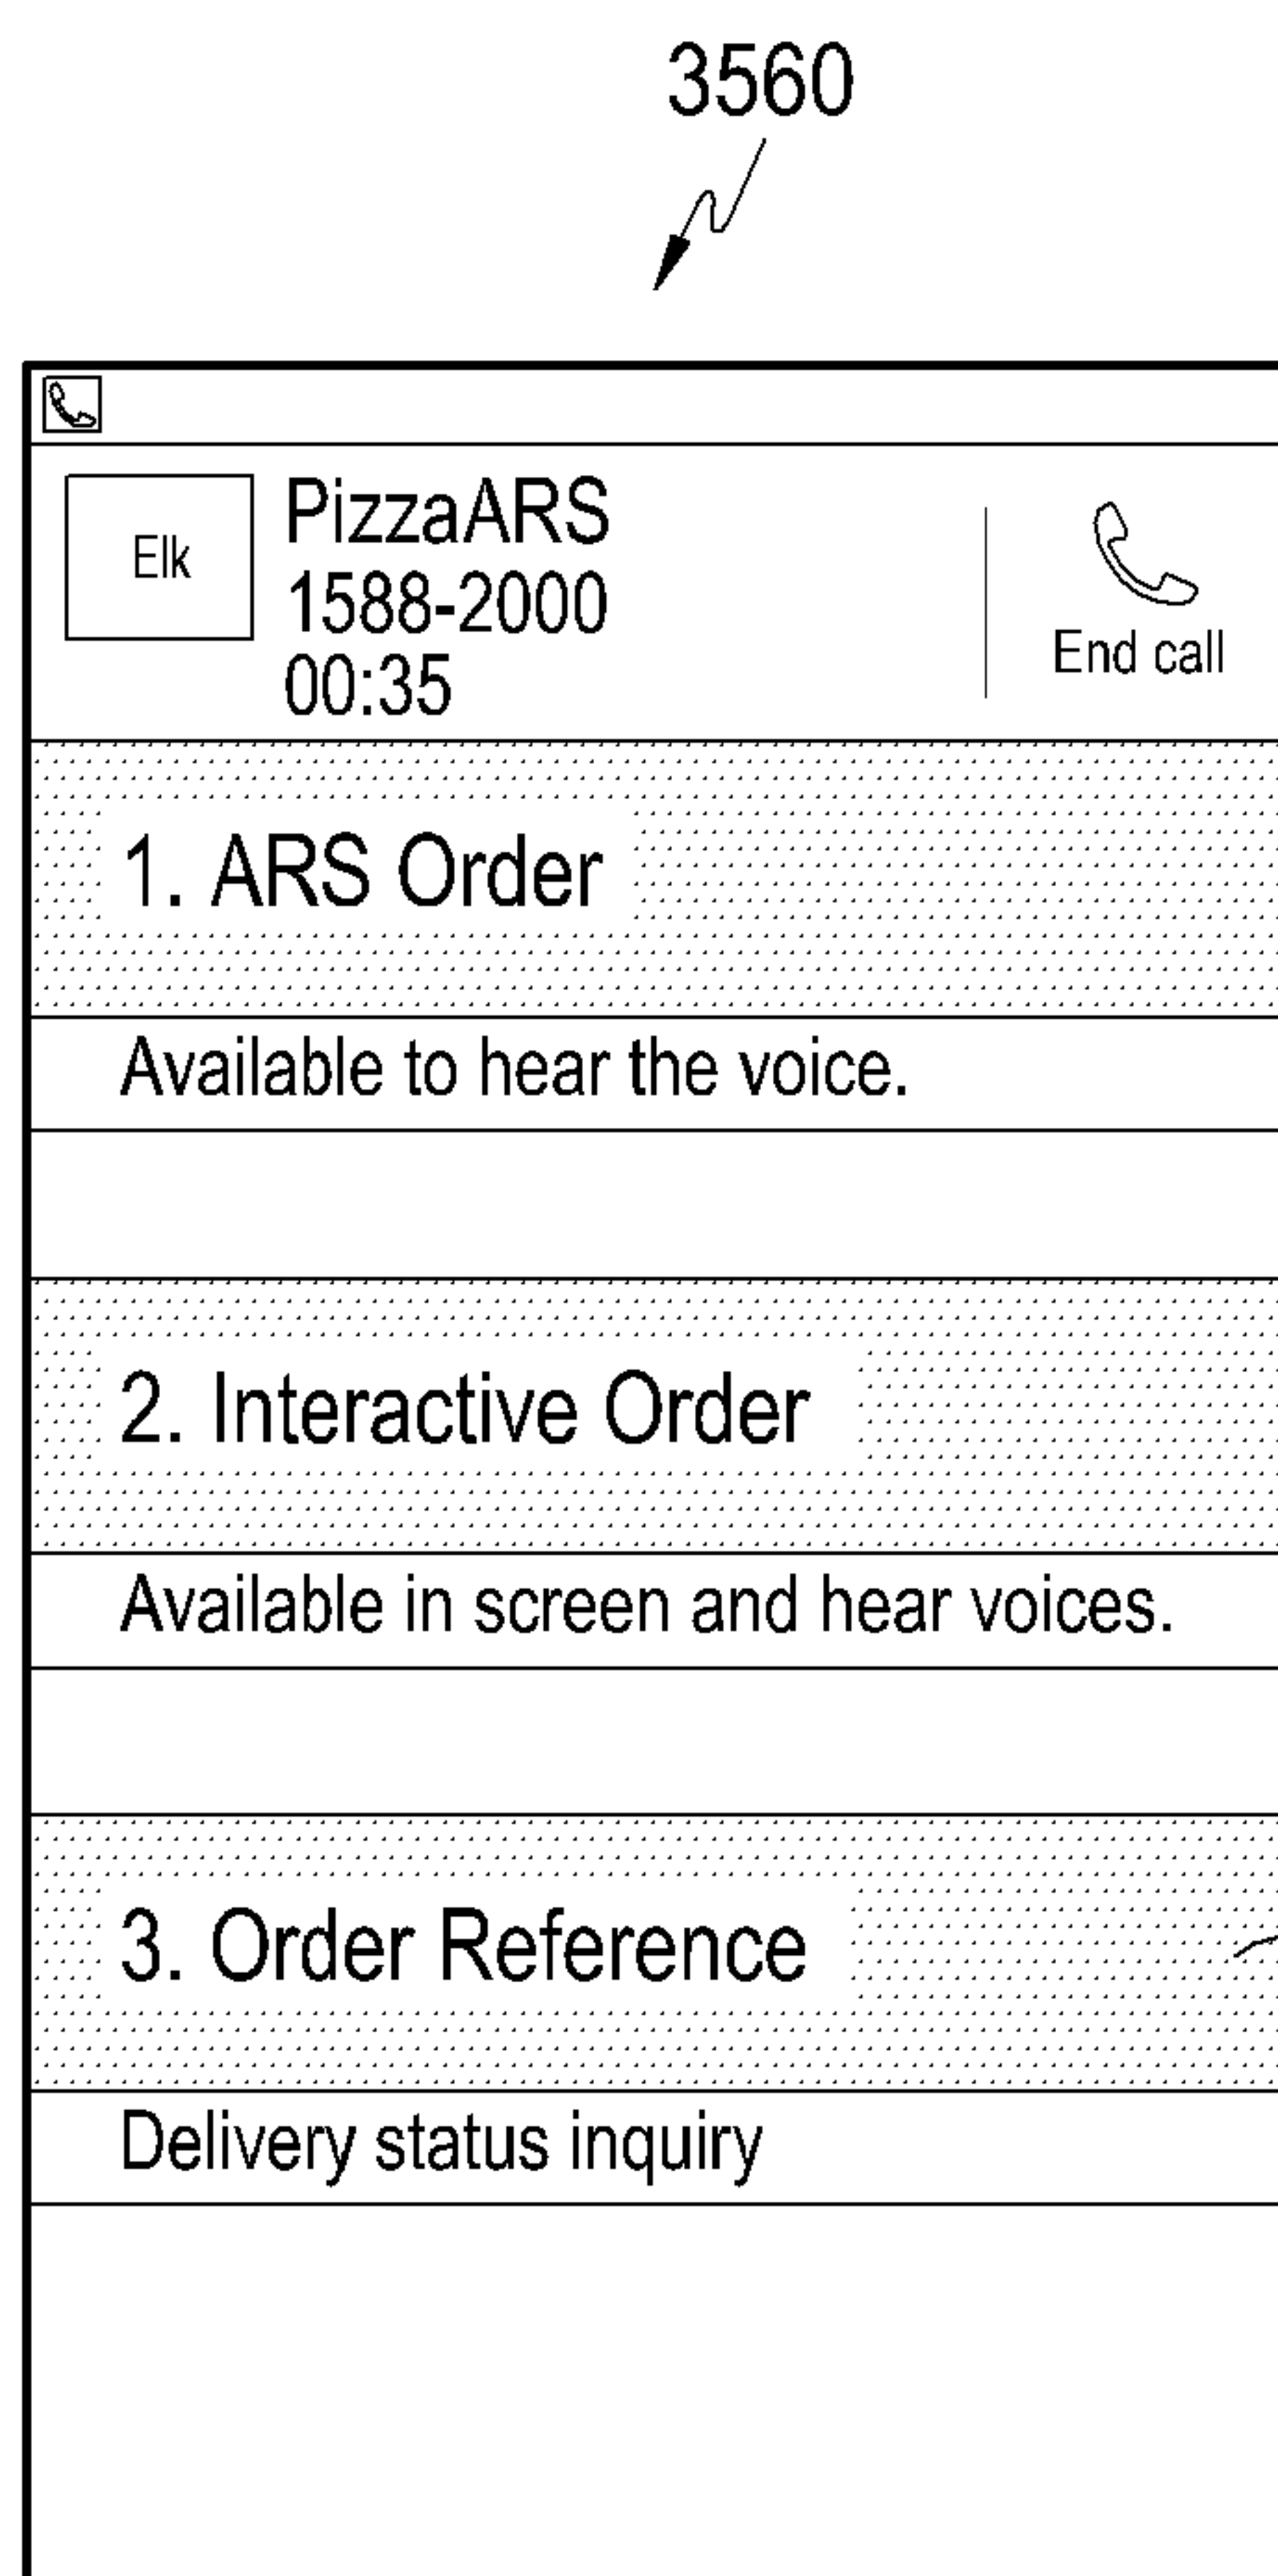 3560
Elk
PizzaARS
1588-2000
00:35
End call
1. ARS Order
Available to hear the voice.
2. Interactive Order
Available in screen and hear voices.
3. Order Reference
Delivery status inquiry